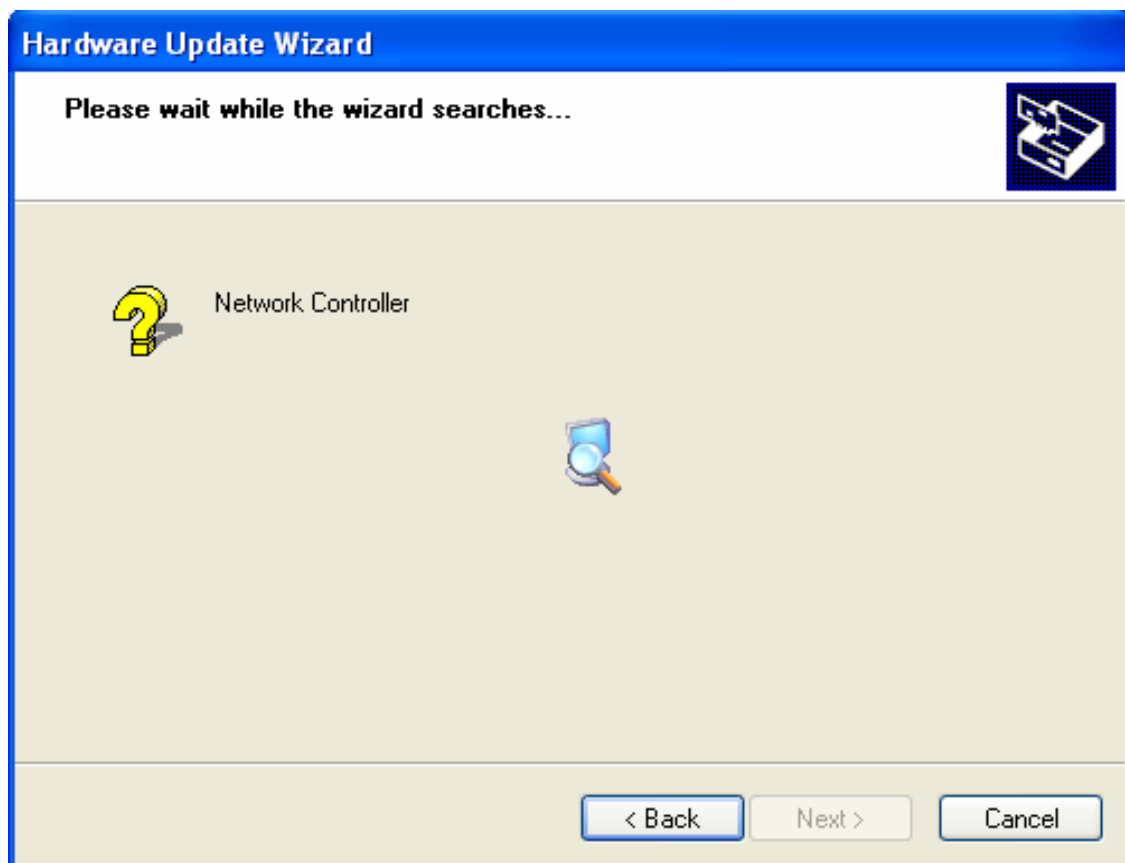 Hardware Update Wizard
Please wait while the wizard searches...
Network Controller
< Back
Next >
Cancel